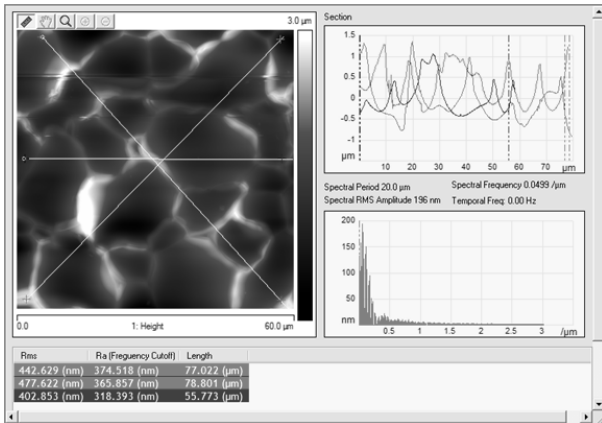 3.0 µm
0.0
1: Height
60.0 µm
Section
1.5
1
0.5
0
-0.5
-1
µm
10
20
30
40
50
60
70
µm
Spectral Period 20.0 µm
Spectral Frequency 0.0499 /µm
Spectral RMS Amplitude 196 nm
Temporal Freq: 0.00 Hz
200
150
100
50
nm
0.5
1
1.5
2
2.5
3
/µm
Rms Ra (Freguency Cutoff) Length
442.629 (nm) 374.518 (nm) 77.022 (µm)
477.622 (nm) 365.857 (nm) 78.801 (µm)
402.853 (nm) 318.393 (nm) 55.773 (µm)